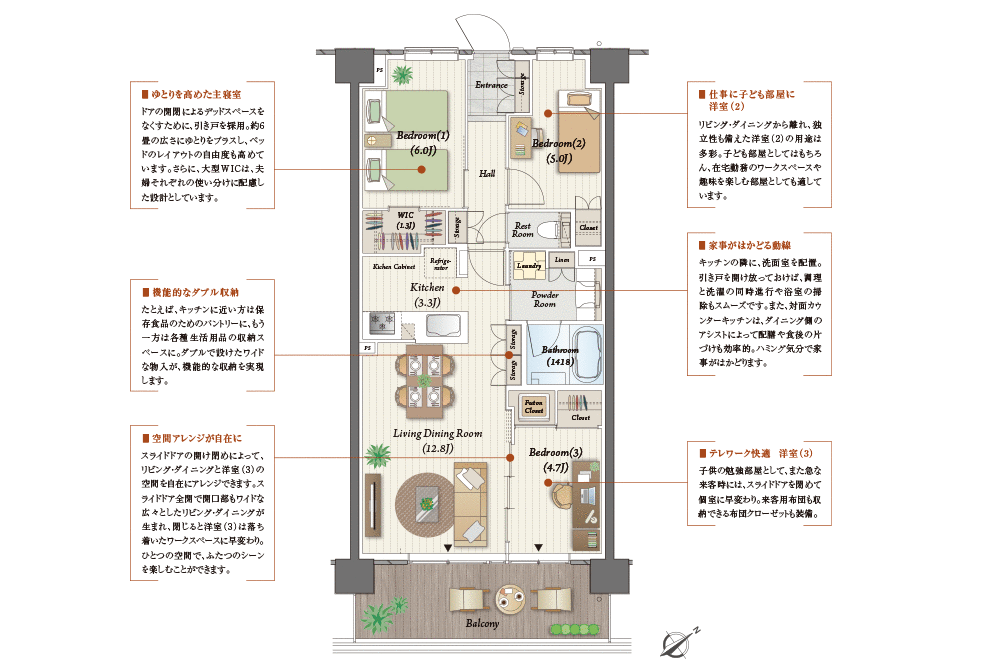 ■ ゆとりを高めた主寝室
ドアの開閉によるデッドスペースを
なくすために、引き戸を採用。約6
畳の広さにゆとりをプラスし、ベッ
ドのレイアウトの自由度も高めて
います。さらに、大型WICは、夫
婦それぞれの使い分けに配慮し
た設計としています。
■ 機能的なダブル収納
たとえば、キッチンに近い方は保
存食品のためのパントリーに、もう
一方は各種生活用品の収納ス
ペースに。ダブルで設けたワイド
な物入が、機能的な収納を実現
します。
■ 空間アレンジが自在に
スライドドアの開け閉めによって、
リビング・ダイニングと洋室（3）の
空間を自在にアレンジできます。ス
ライドドア全開で開口部もワイドな
広々としたリビング・ダイニングが
生まれ、閉じると洋室（3）は落ち
着いたワークスペースに早変わり。
ひとつの空間で、ふたつのシーン
を楽しむことができます。
PS
Entrance
Storage
Bedroom(1)
(6.0J)
Bedroom(2)
(5.0J)
Hall
WIC
(1.3J)
Storage
Rest
Room
Closet
Kichen Cabinet
Refrige-
rator
Laundry
Linen
PS
Kitchen
(3.3J)
Powder
Room
PS
Storage
Storage
Bathroom
(1418)
Futon
Closet
Closet
Living Dining Room
(12.8J)
Bedroom(3)
(4.7J)
Balcony
N
■ 仕事に子ども部屋に
洋室（2）
リビング・ダイニングから離れ、独
立性も備えた洋室（2）の用途は
多彩。子ども部屋としてはもちろ
ん、在宅勤務のワークスペースや
趣味を楽しむ部屋としても適して
います。
■ 家事がはかどる動線
キッチンの隣に、洗面室を配置。
引き戸を開け放っておけば、調理
と洗濯の同時進行や浴室の掃
除もスムーズです。また、対面カウ
ンターキッチンは、ダイニング側の
アシストによって配膳や食後の片
づけも効率的。ハミング気分で家
事がはかどります。
■ テレワーク快適　洋室（3）
子供の勉強部屋として、また急な
来客時には、スライドドアを閉めて
個室に早変わり。来客用布団も収
納できる布団クローゼットも装備。